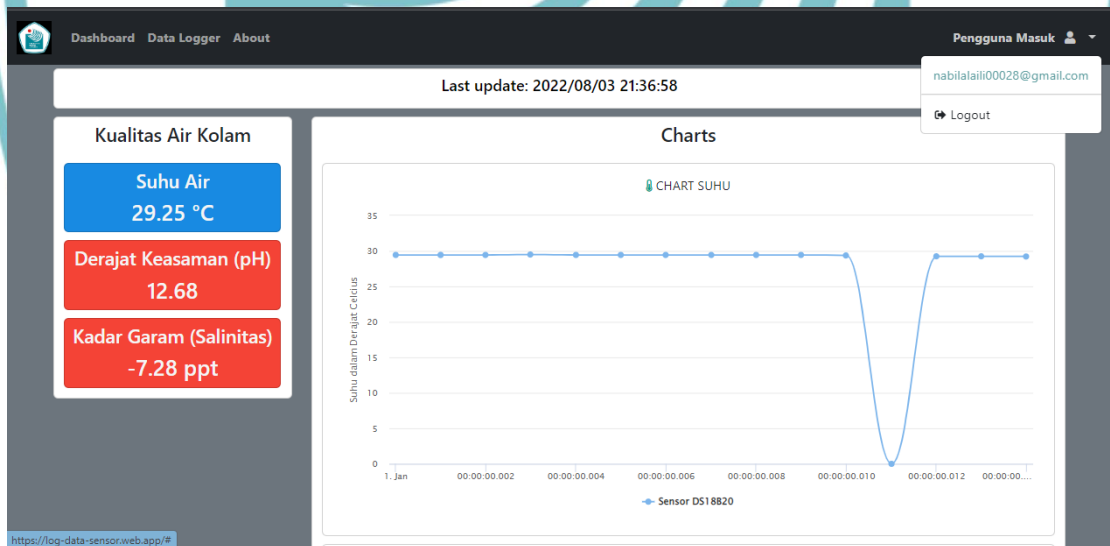 Dashboard Data Logger About
Pengguna Masuk
nabilalaili00028@gmail.com
Logout
Last update: 2022/08/03 21:36:58
Kualitas Air Kolam
Suhu Air
29.25 °C
Derajat Keasaman (pH)
12.68
Kadar Garam (Salinitas)
-7.28 ppt
Charts
CHART SUHU
Suhu dalam Derajat Celcius
35
30
25
20
15
10
5
0
1. Jan 00:00:00.002 00:00:00.004 00:00:00.006 00:00:00.008 00:00:00.010 00:00:00.012 00:00:00....
Sensor DS18B20
https://log-data-sensor.web.app/#